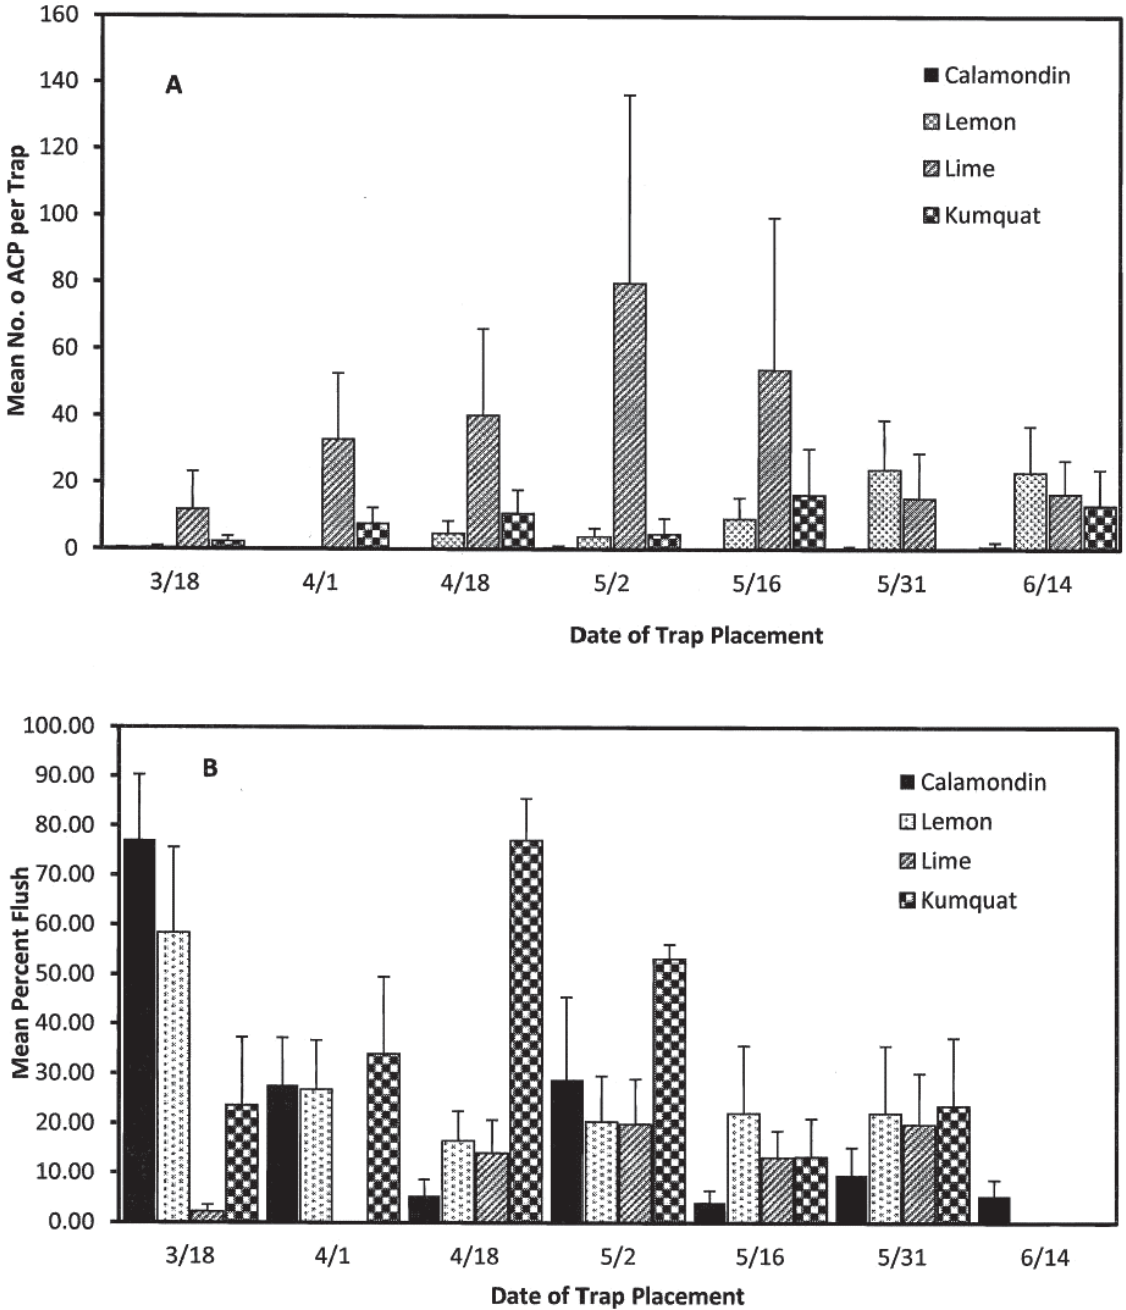 160
140
120
100
80
60
40
20
0
Mean No. o ACP per Trap
A
Calamondin
Lemon
Lime
Kumquat
3/18 4/1 4/18 5/2 5/16 5/31 6/14
Date of Trap Placement
100.00
90.00
80.00
70.00
60.00
50.00
40.00
30.00
20.00
10.00
0.00
Mean Percent Flush
B
Calamondin
Lemon
Lime
Kumquat
3/18 4/1 4/18 5/2 5/16 5/31 6/14
Date of Trap Placement